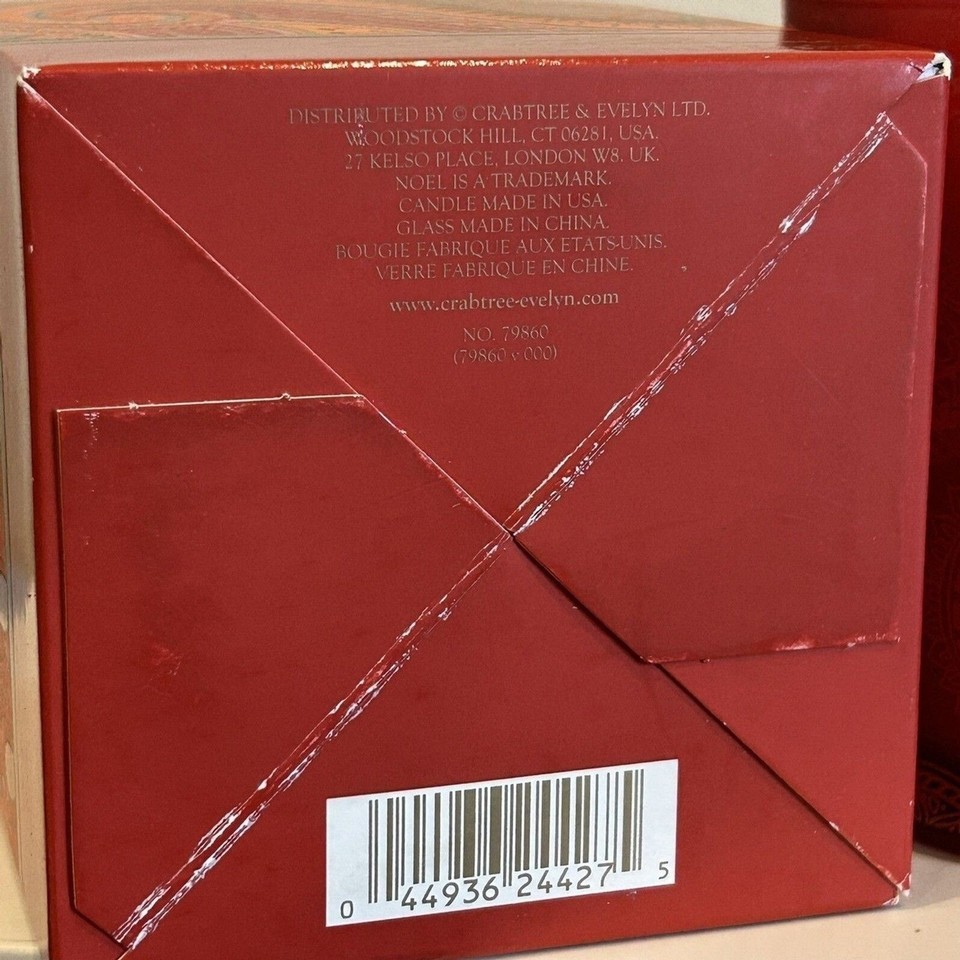 DISTRIBUTED BY © CRABTREE & EVELYN LTD.
WOODSTOCK HILL, CT 06281, USA.
27 KELSO PLACE, LONDON W8. UK.
NOEL IS A TRADEMARK.
CANDLE MADE IN USA.
GLASS MADE IN CHINA.
BOUGIE FABRIQUE AUX ETATS-UNIS.
VERRE FABRIQUE EN CHINE.
www.crabtree-evelyn.com
NO. 79860
(79860 v 000)
0 44936 24427 5